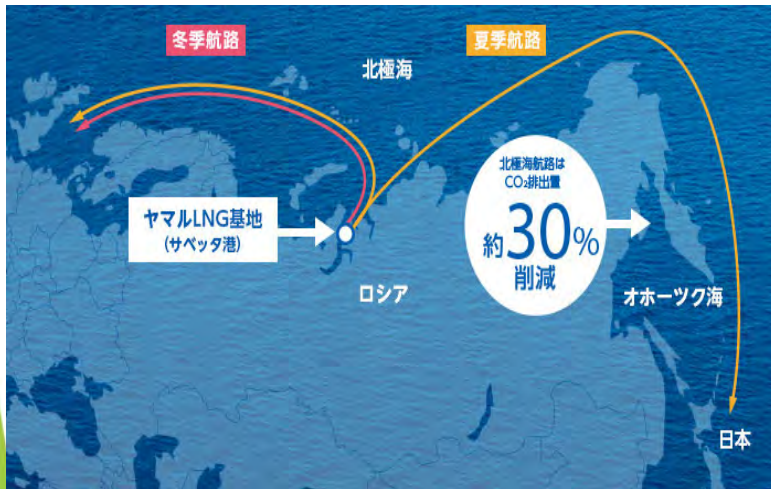 冬季航路
夏季航路
北極海
北極海航路は
CO₂排出量
約30%
削減
ヤマルLNG基地
(サベッタ港)
ロシア
オホーツク海
日本